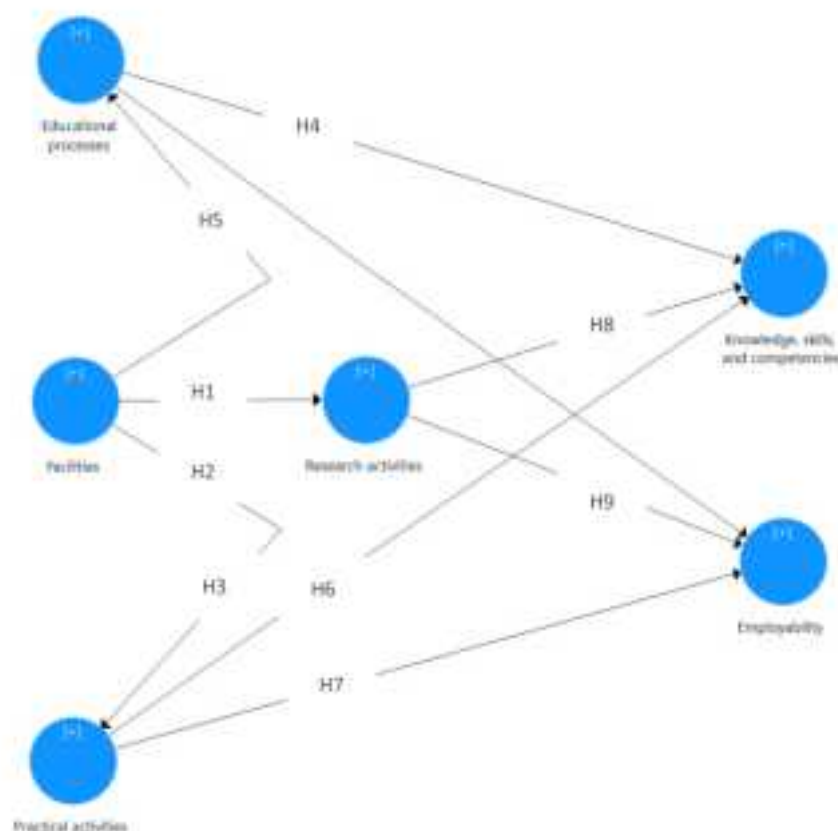 [+]
Educational
processes
H4
H5
[+]
Knowledge, skills,
and competencies
H8
[+]
Facilities
H1
[+]
Research activities
H2
H9
[+]
Employability
H3
H6
H7
[+]
Practical activities